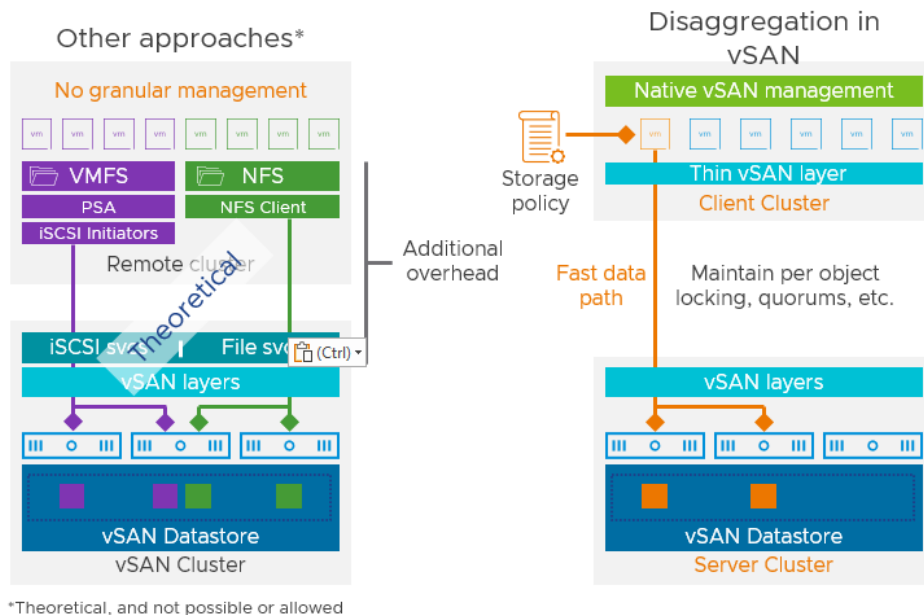 Other approaches*
No granular management
vm vm vm vm vm vm vm vm
VMFS
NFS
PSA
NFS Client
iSCSI Initiators
Remote cluster
Theoretical
Additional
overhead
iSCSI svcs
File svc
(Ctrl)
vSAN layers
vSAN Datastore
vSAN Cluster
*Theoretical, and not possible or allowed
Disaggregation in
vSAN
Native vSAN management
vm vm vm vm vm vm
Storage
policy
Thin vSAN layer
Client Cluster
Fast data
path
Maintain per object
locking, quorums, etc.
vSAN layers
vSAN Datastore
Server Cluster